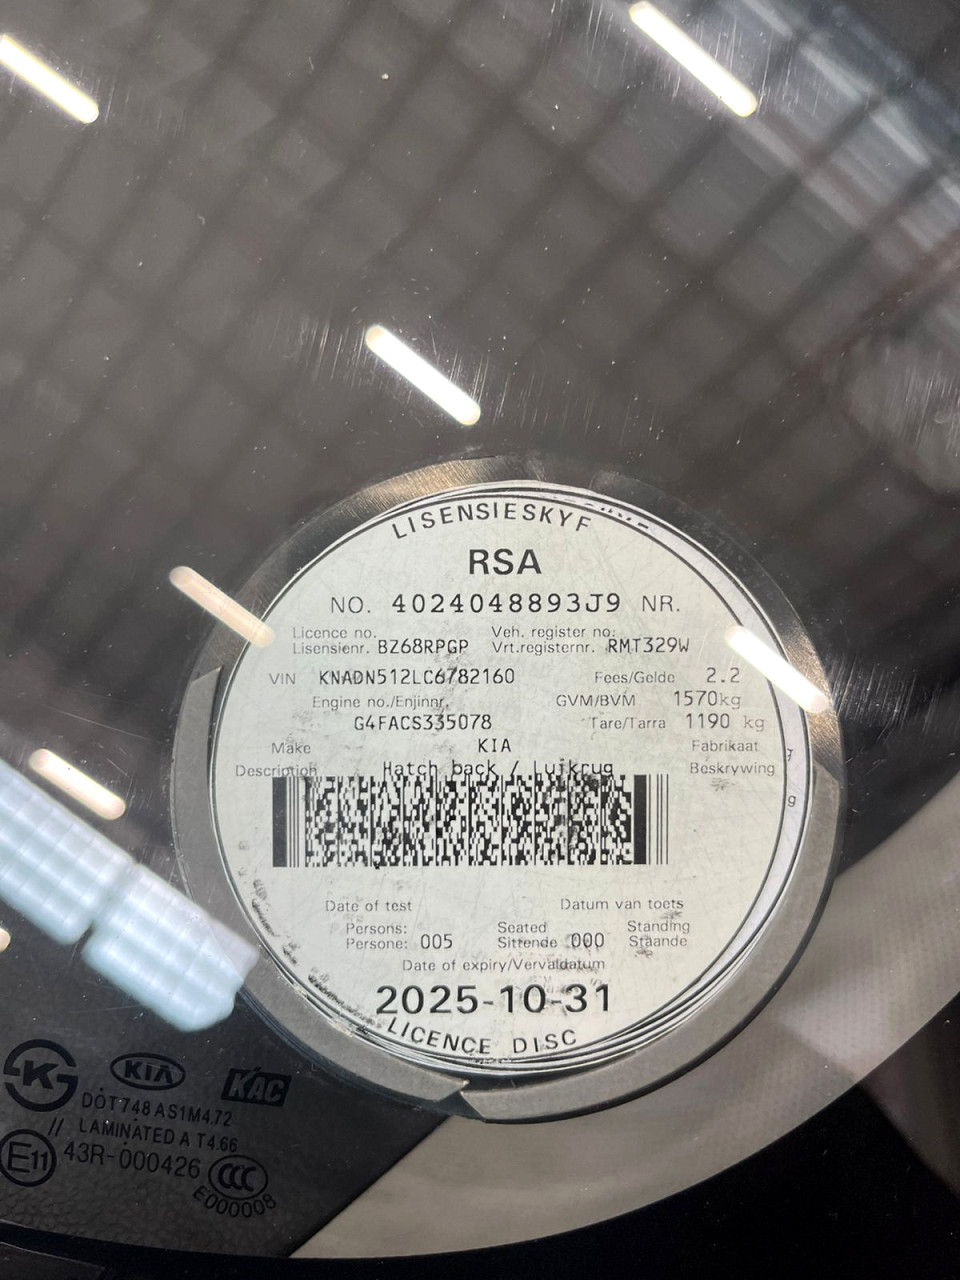 LISENSIESKYF
RSA
NO. 4024048893J9 NR.
Licence no. Veh. register no.
Lisensienr. BZ68RPGP Vrt.registernr. RMT329W
VIN KNADN512LC6782160 Fees/Gelde 2.2
Engine no./Enjinnr. GVM/BVM 1570kg
G4FACS335078 Tare/Tarra 1190 kg
Make KIA Fabrikaat
Description Hatch back / Luikrug Beskrywing
g
Date of test Datum van toets
Persons: Seated Standing
Persone: 005 Sittende 000 Staande
Date of expiry/Vervaldatum
2025-10-31
LICENCE DISC
K KIA KAC
DOT748 AS1M4.72
// LAMINATED A T4.66
E11 43R-000426 CCC
E000008